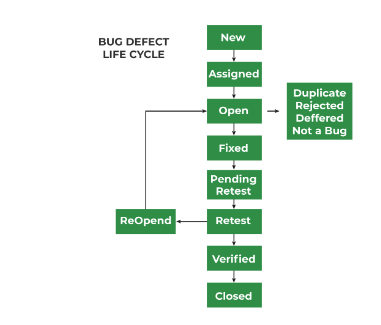 BUG DEFECT
LIFE CYCLE
New
Assigned
Open
Duplicate
Rejected
Deffered
Not a Bug
Fixed
Pending
Retest
ReOpend
Retest
Verified
Closed